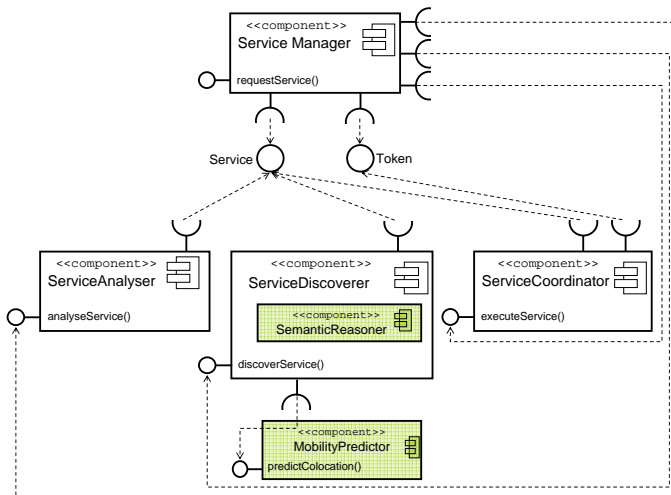 <<component>>
Service Manager
requestService()
Service
Token
<<component>>
ServiceAnalyser
analyseService()
<<component>>
ServiceDiscoverer
<<component>>
SemanticReasoner
discoverService()
<<component>>
ServiceCoordinator
executeService()
<<component>>
MobilityPredictor
predictColocation()